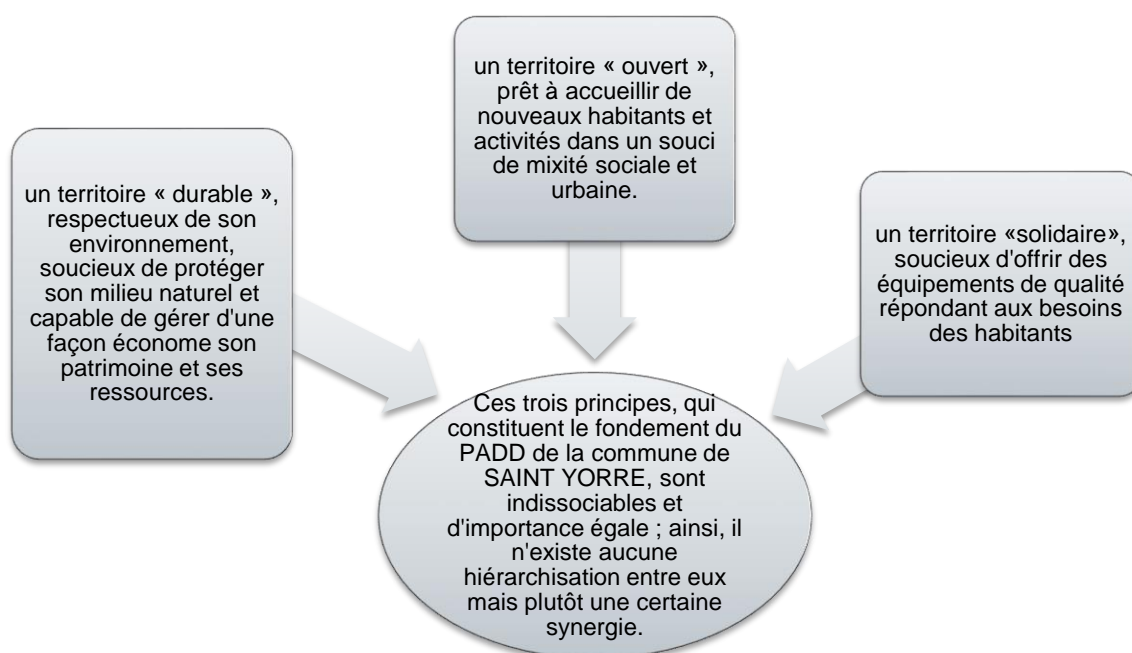 un territoire « durable »,
respectueux de son
environnement,
soucieux de protéger
son milieu naturel et
capable de gérer d'une
façon économe son
patrimoine et ses
ressources.
un territoire « ouvert »,
prêt à accueillir de
nouveaux habitants et
activités dans un souci
de mixité sociale et
urbaine.
un territoire «solidaire»,
soucieux d'offrir des
équipements de qualité
répondant aux besoins
des habitants
Ces trois principes, qui
constituent le fondement du
PADD de la commune de
SAINT YORRE, sont
indissociables et
d'importance égale ; ainsi, il
n'existe aucune
hiérarchisation entre eux
mais plutôt une certaine
synergie.